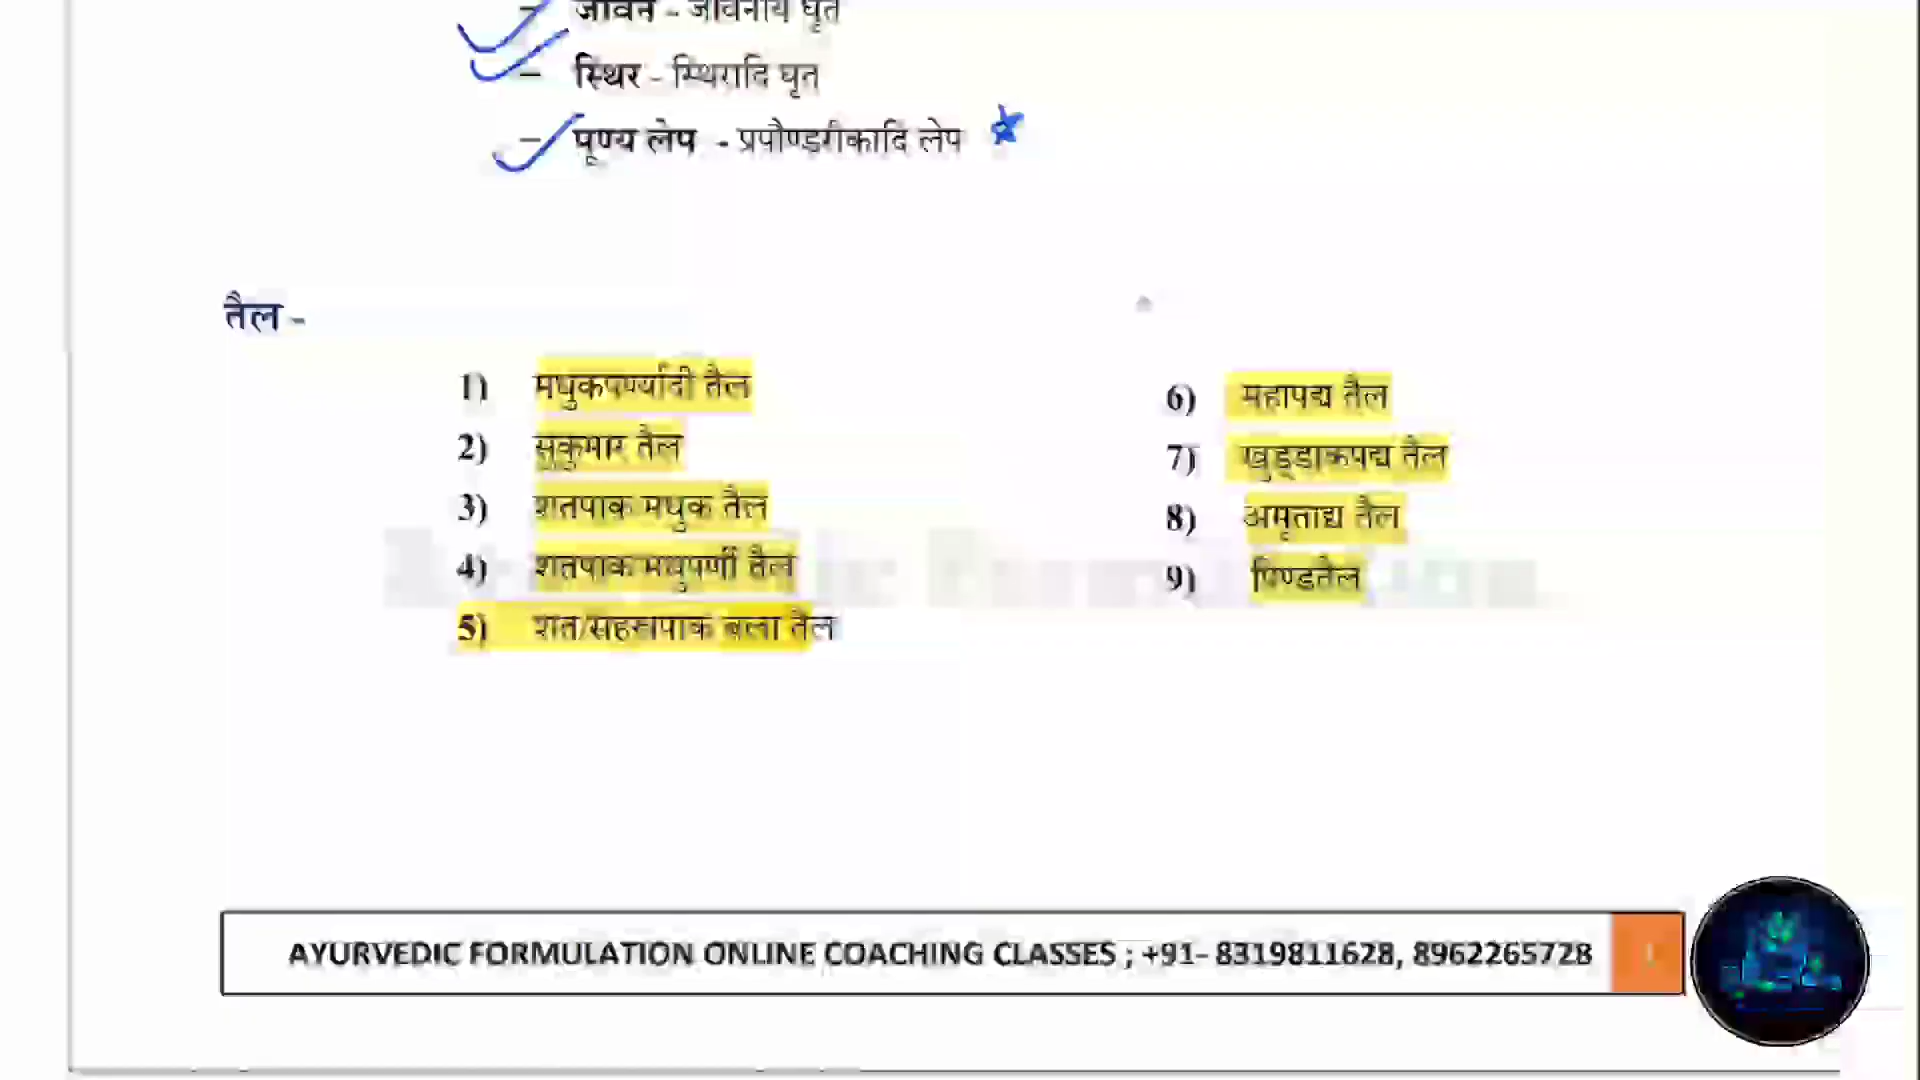 – जीवन - जीवनीय घृत
– स्थिर - स्थिरादि घृत
– पूण्य लेप - प्रपौण्डरीकादि लेप
तैल -
1) मधुकपर्ण्यादी तैल
2) सुकुमार तैल
3) शतपाक मधुक तैल
4) शतपाक मधुपर्णी तैल
5) शत/सहस्रपाक बला तैल
6) महापद्म तैल
7) खुड्डाकपद्म तैल
8) अमृताद्य तैल
9) पिण्डतैल
AYURVEDIC FORMULATION ONLINE COACHING CLASSES ; +91- 8319811628, 8962265728